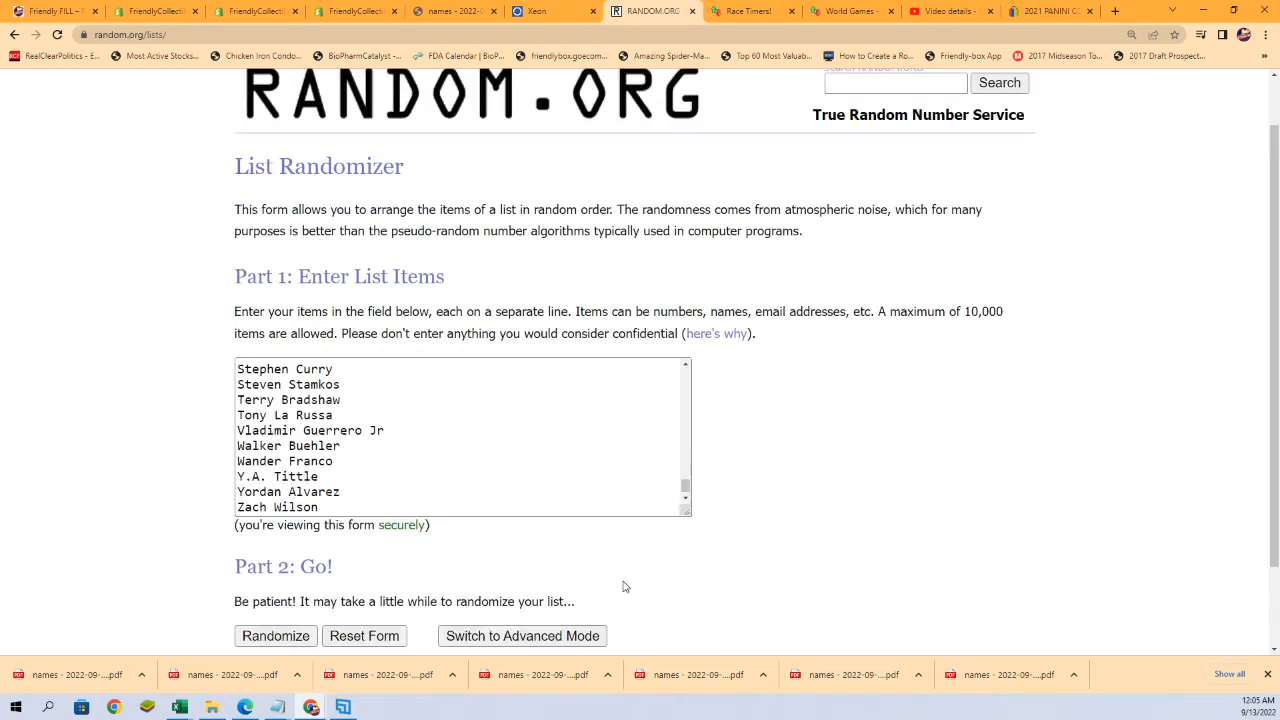 Friendly FILL – F
FriendlyCollecti
FriendlyCollecti
FriendlyCollecti
names - 2022-0
Xeon
RANDOM.ORG
Race Timers!
World Games -
Video details -
2021 PANINI CO
random.org/lists/
RealClearPolitics - E...
Most Active Stocks...
Chicken Iron Condo...
BioPharmCatalyst -...
FDA Calendar | BioP...
friendlybox.goecom...
Amazing Spider-Ma...
Top 60 Most Valuab...
How to Create a Ro...
Friendly-box App
2017 Midseason To...
2017 Draft Prospect...
RANDOM.ORG
Search RANDOM.ORG
Search
True Random Number Service
List Randomizer
This form allows you to arrange the items of a list in random order. The randomness comes from atmospheric noise, which for many
purposes is better than the pseudo-random number algorithms typically used in computer programs.
Part 1: Enter List Items
Enter your items in the field below, each on a separate line. Items can be numbers, names, email addresses, etc. A maximum of 10,000
items are allowed. Please don't enter anything you would consider confidential (here's why).
Stephen Curry
Steven Stamkos
Terry Bradshaw
Tony La Russa
Vladimir Guerrero Jr
Walker Buehler
Wander Franco
Y.A. Tittle
Yordan Alvarez
Zach Wilson
(you're viewing this form securely)
Part 2: Go!
Be patient! It may take a little while to randomize your list...
Randomize
Reset Form
Switch to Advanced Mode
names - 2022-09-....pdf
names - 2022-09-....pdf
names - 2022-09-....pdf
names - 2022-09-....pdf
names - 2022-09-....pdf
names - 2022-09-....pdf
names - 2022-09-....pdf
Show all
12:05 AM
9/13/2022